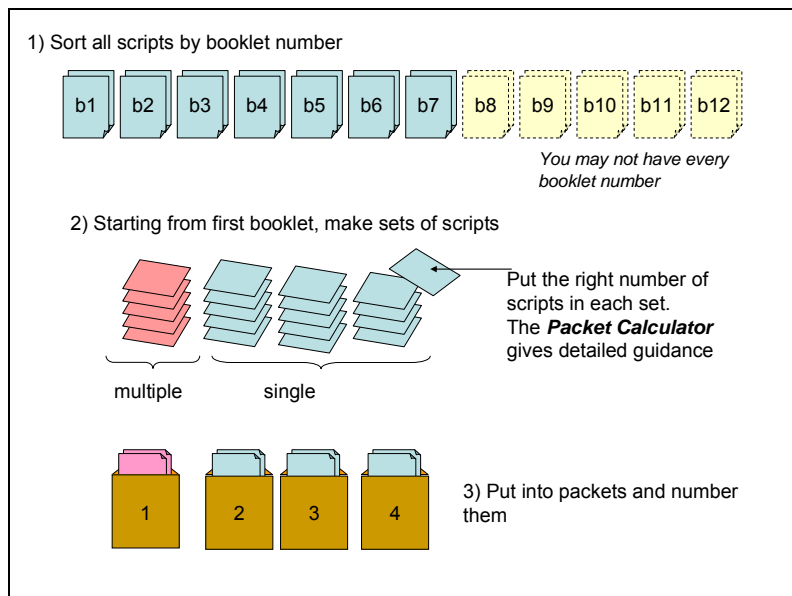 1) Sort all scripts by booklet number
b1 b2 b3 b4 b5 b6 b7 b8 b9 b10 b11 b12
You may not have every
booklet number
2) Starting from first booklet, make sets of scripts
Put the right number of
scripts in each set.
The Packet Calculator
gives detailed guidance
multiple single
1 2 3 4
3) Put into packets and number
them